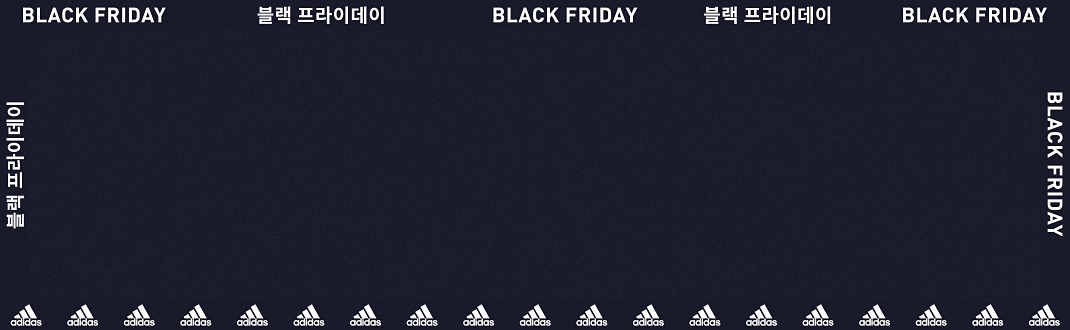 BLACK FRIDAY 블랙 프라이데이 BLACK FRIDAY 블랙 프라이데이 BLACK FRIDAY
블랙 프라이데이
BLACK FRIDAY
adidas adidas adidas adidas adidas adidas adidas adidas adidas adidas adidas adidas adidas adidas adidas adidas adidas adidas adidas